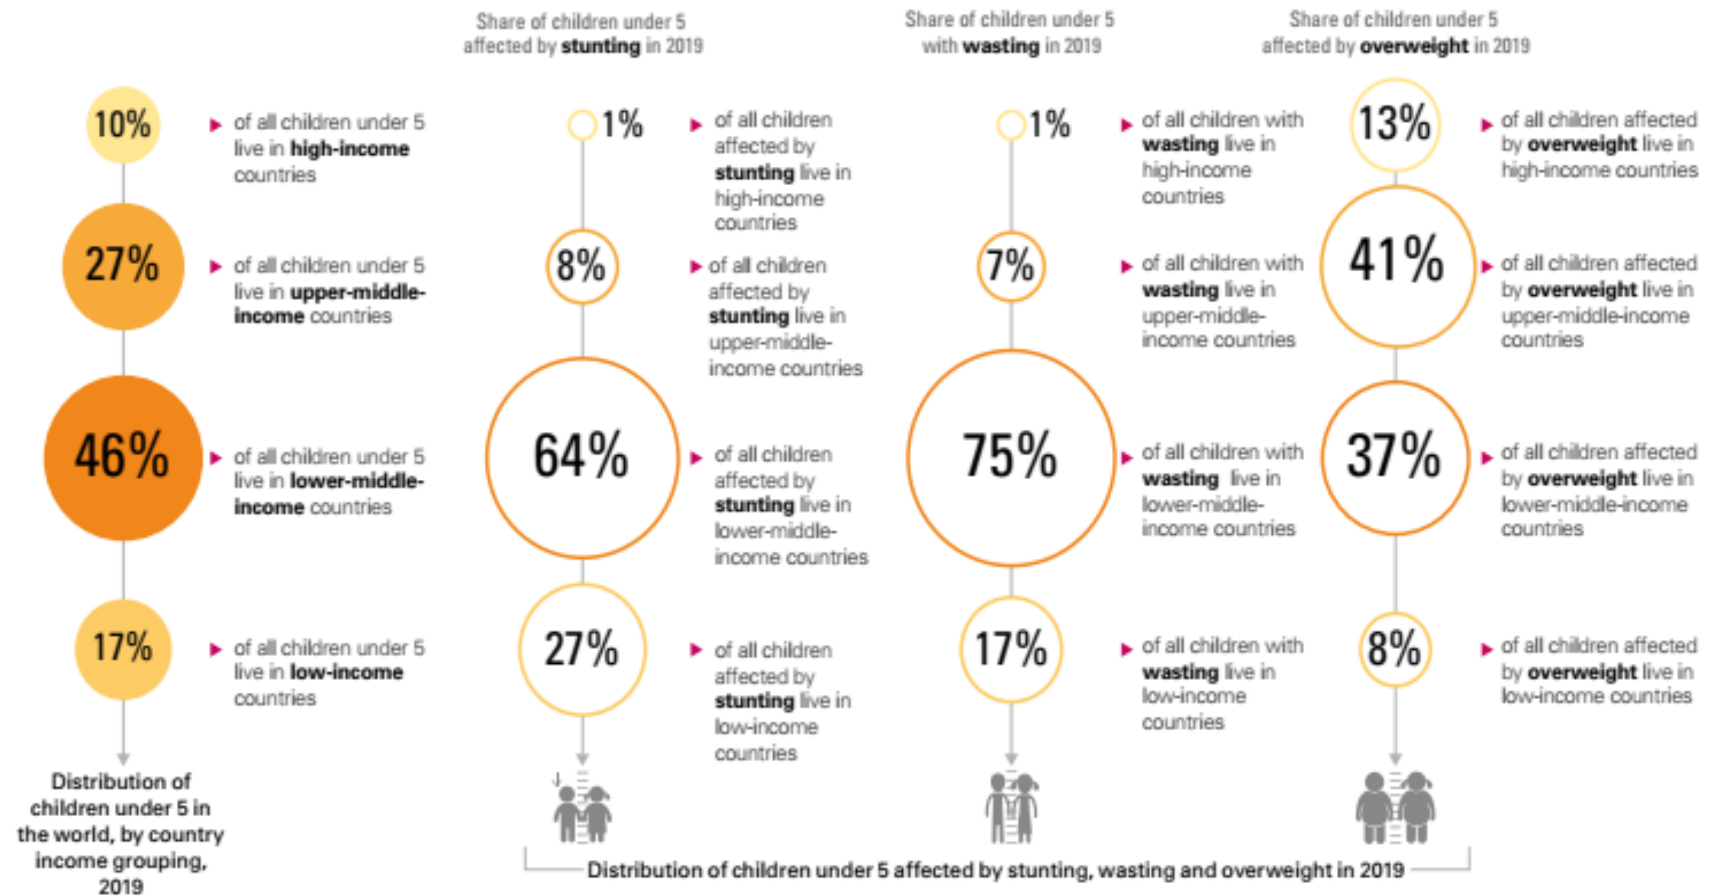 Share of children under 5
affected by stunting in 2019
Share of children under 5
with wasting in 2019
Share of children under 5
affected by overweight in 2019
10%
of all children under 5
live in high-income
countries
27%
of all children under 5
live in upper-middle-
income countries
46%
of all children under 5
live in lower-middle-
income countries
17%
of all children under 5
live in low-income
countries
Distribution of
children under 5 in
the world, by country
income grouping,
2019
1%
of all children
affected by
stunting live in
high-income
countries
8%
of all children
affected by
stunting live in
upper-middle-
income countries
64%
of all children
affected by
stunting live in
lower-middle-
income countries
27%
of all children
affected by
stunting live in
low-income
countries
1%
of all children with
wasting live in
high-income
countries
7%
of all children with
wasting live in
upper-middle-
income countries
75%
of all children with
wasting live in
lower-middle-
income countries
17%
of all children with
wasting live in
low-income
countries
13%
of all children affected
by overweight live in
high-income countries
41%
of all children affected
by overweight live in
upper-middle-income
countries
37%
of all children affected
by overweight live in
lower-middle-income
countries
8%
of all children affected
by overweight live in
low-income countries
Distribution of children under 5 affected by stunting, wasting and overweight in 2019